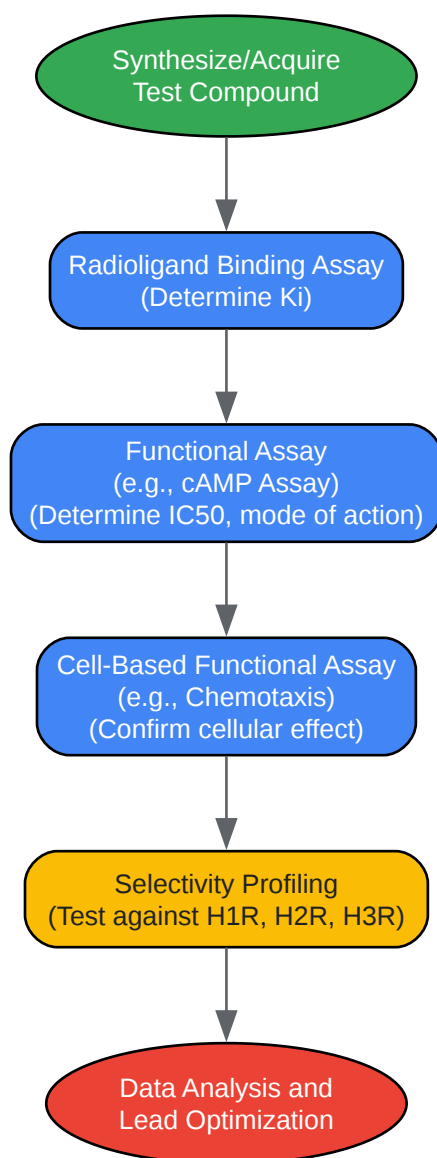 Synthesize/Acquire
Test Compound
Radioligand Binding Assay
(Determine Ki)
Functional Assay
(e.g., cAMP Assay)
(Determine IC50, mode of action)
Cell-Based Functional Assay
(e.g., Chemotaxis)
(Confirm cellular effect)
Selectivity Profiling
(Test against H1R, H2R, H3R)
Data Analysis and
Lead Optimization